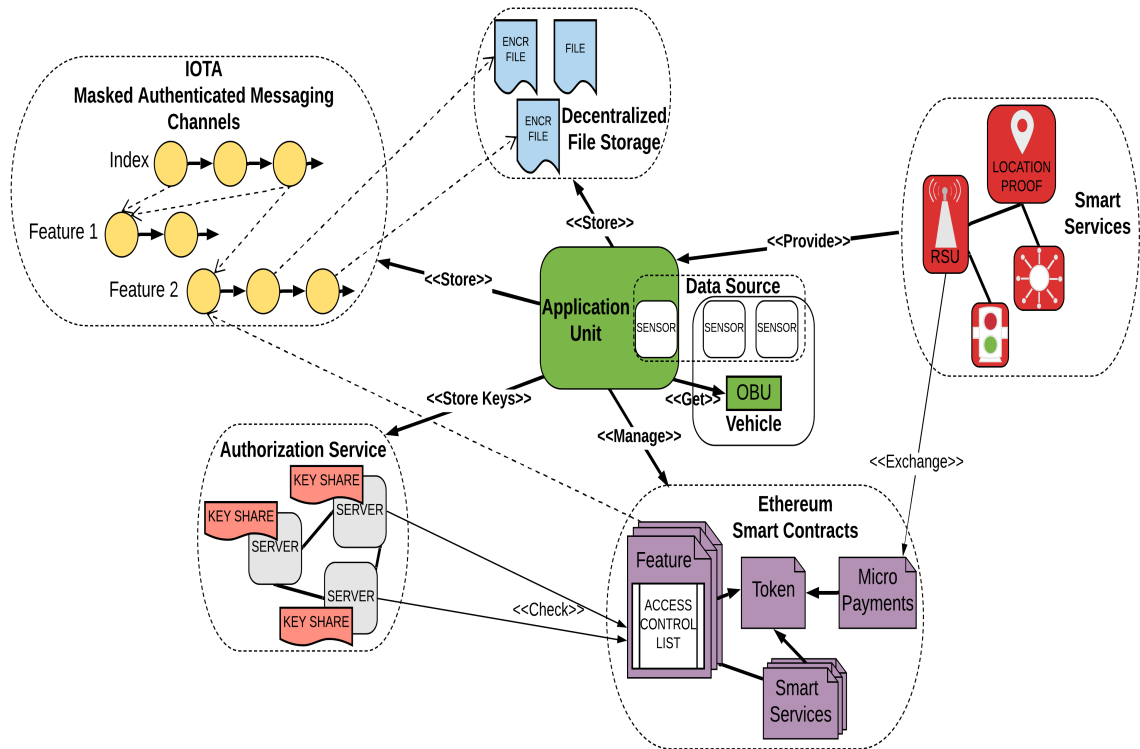 IOTA
Masked Authenticated Messaging
Channels
Index
Feature 1
Feature 2
ENCR
FILE
FILE
ENCR
FILE
Decentralized
File Storage
LOCATION
PROOF
RSU
Smart
Services
<<Store>>
<<Provide>>
<<Store>>
Application
Unit
Data Source
SENSOR
SENSOR
SENSOR
OBU
Vehicle
<<Get>>
<<Store Keys>>
<<Manage>>
<<Exchange>>
Authorization Service
KEY SHARE
SERVER
KEY SHARE
SERVER
SERVER
KEY SHARE
<<Check>>
Ethereum
Smart Contracts
Feature
ACCESS
CONTROL
LIST
Token
Micro
Payments
Smart
Services